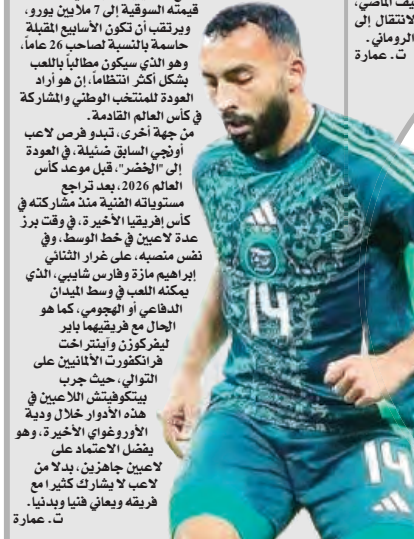 يف الماضي،
لانتقال إلى
الروماني.
ت. عمارة
قيمته السوقية إلى 7 ملايين يورو،
ويرتقب أن تكون الأسابيع المقبلة
حاسمة بالنسبة لصاحب 26 عاما،
وهو الذي سيكون مطالبا باللعب
بشكل أكثر انتظاما، إن هو أراد
العودة للمنتخب الوطني والمشاركة
في كأس العالم القادمة.
من جهة أخرى، تبدو فرص لاعب
أونجي السابق ضئيلة، في العودة
إلى "الخضر"، قبل موعد كأس
العالم 2026، بعد تراجع
مستوياته الفنية منذ مشاركته في
كأس إفريقيا الأخيرة، في وقت برز
عدة لاعبين في خط الوسط، وفي
نفس منصبه، على غرار الثنائي
إبراهيم مازة وفارس شايبي، الذي
يمكنه اللعب في وسط الميدان
الدفاعي أو الهجومي، كما هو
الحال مع فريقيهما باير
ليفركوزن وآينتراخت
فرانكفورت الألمانيين على
التوالي، حيث جرب
بيتكوفيتش اللاعبين في
هذه الأدوار خلال ودية
الأوروغواي الأخيرة، وهو
يفضل الاعتماد على
لاعبين جاهزين، بدلا من
لاعب لا يشارك كثيرا مع
فريقه ويعاني فنيا وبدنيا.
ت. عمارة
14
14